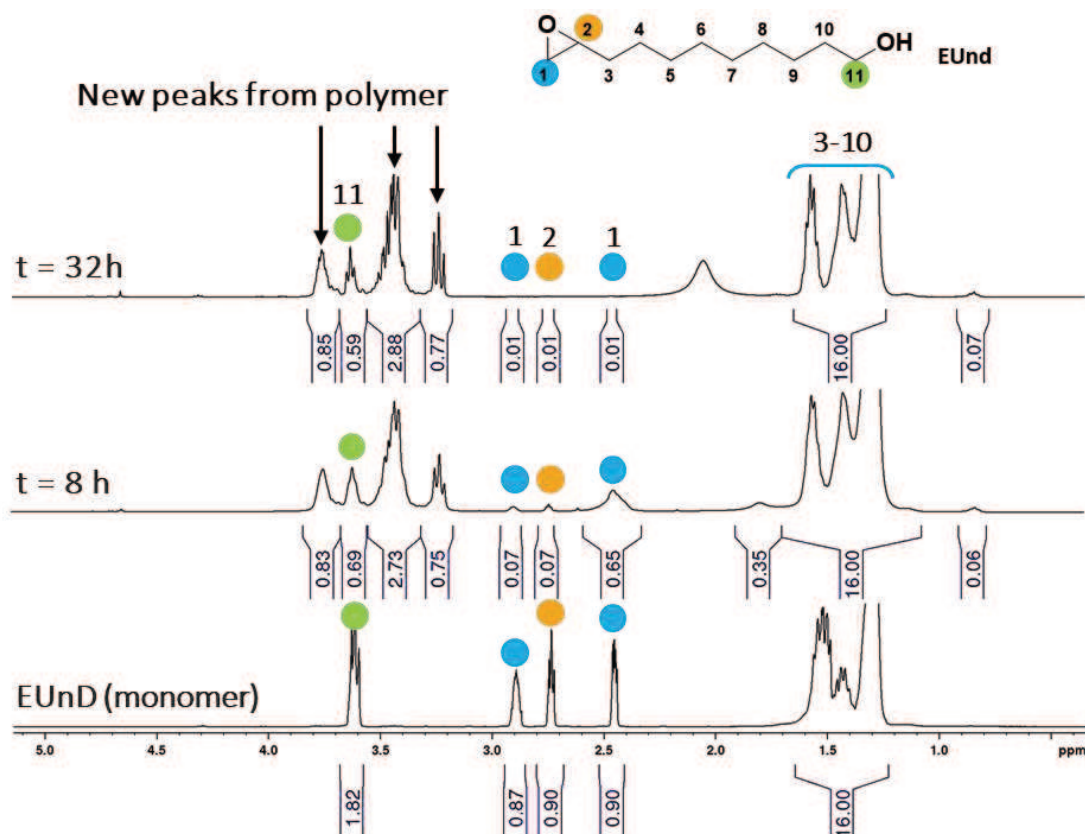 O 2 4 6 8 10 OH EUnd
1 3 5 7 9 11
New peaks from polymer
3-10
11
1 2 1
t = 32h
0.85 0.59 2.88 0.77 0.01 0.01 0.01 16.00 0.07
t = 8 h
0.83 0.69 2.73 0.75 0.07 0.07 0.65 0.35 16.00 0.06
EUnD (monomer)
5.0 4.5 4.0 3.5 3.0 2.5 2.0 1.5 1.0 ppm
1.82 0.87 0.90 0.90 16.00